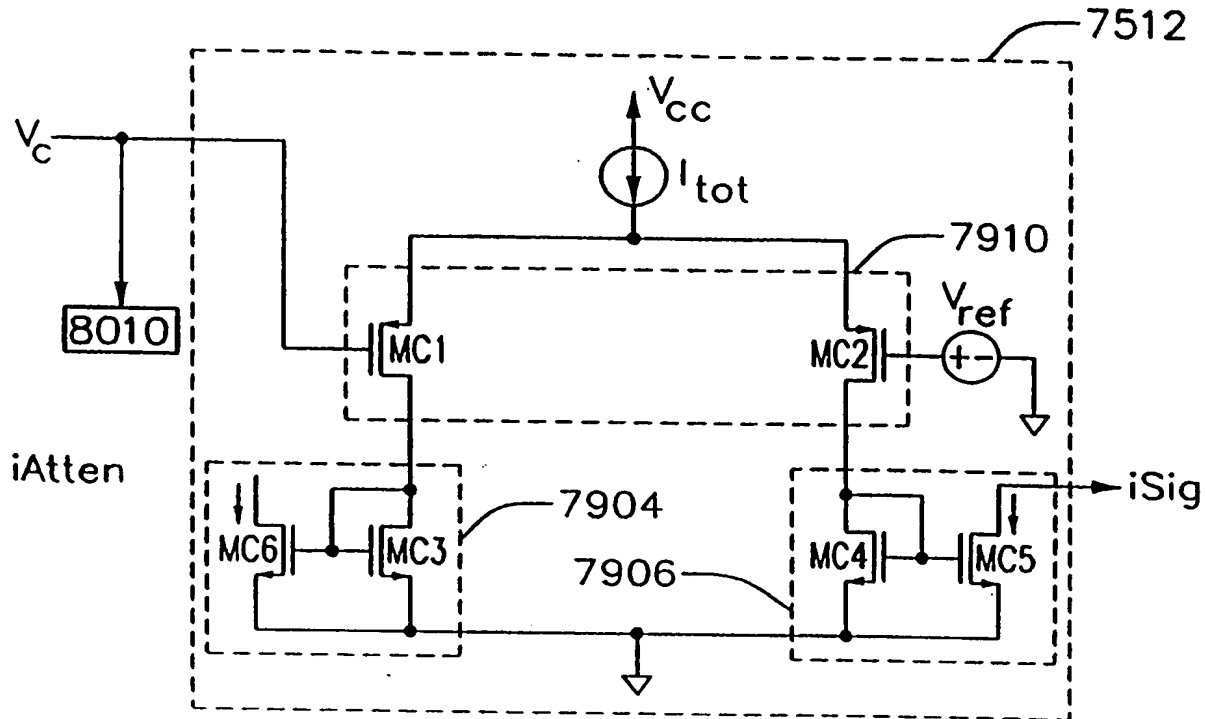 7512
Vcc
Vc
Itot
7910
Vref
8010
MC1
MC2
+-
iAtten
7904
iSig
MC6
MC3
MC4
MC5
7906